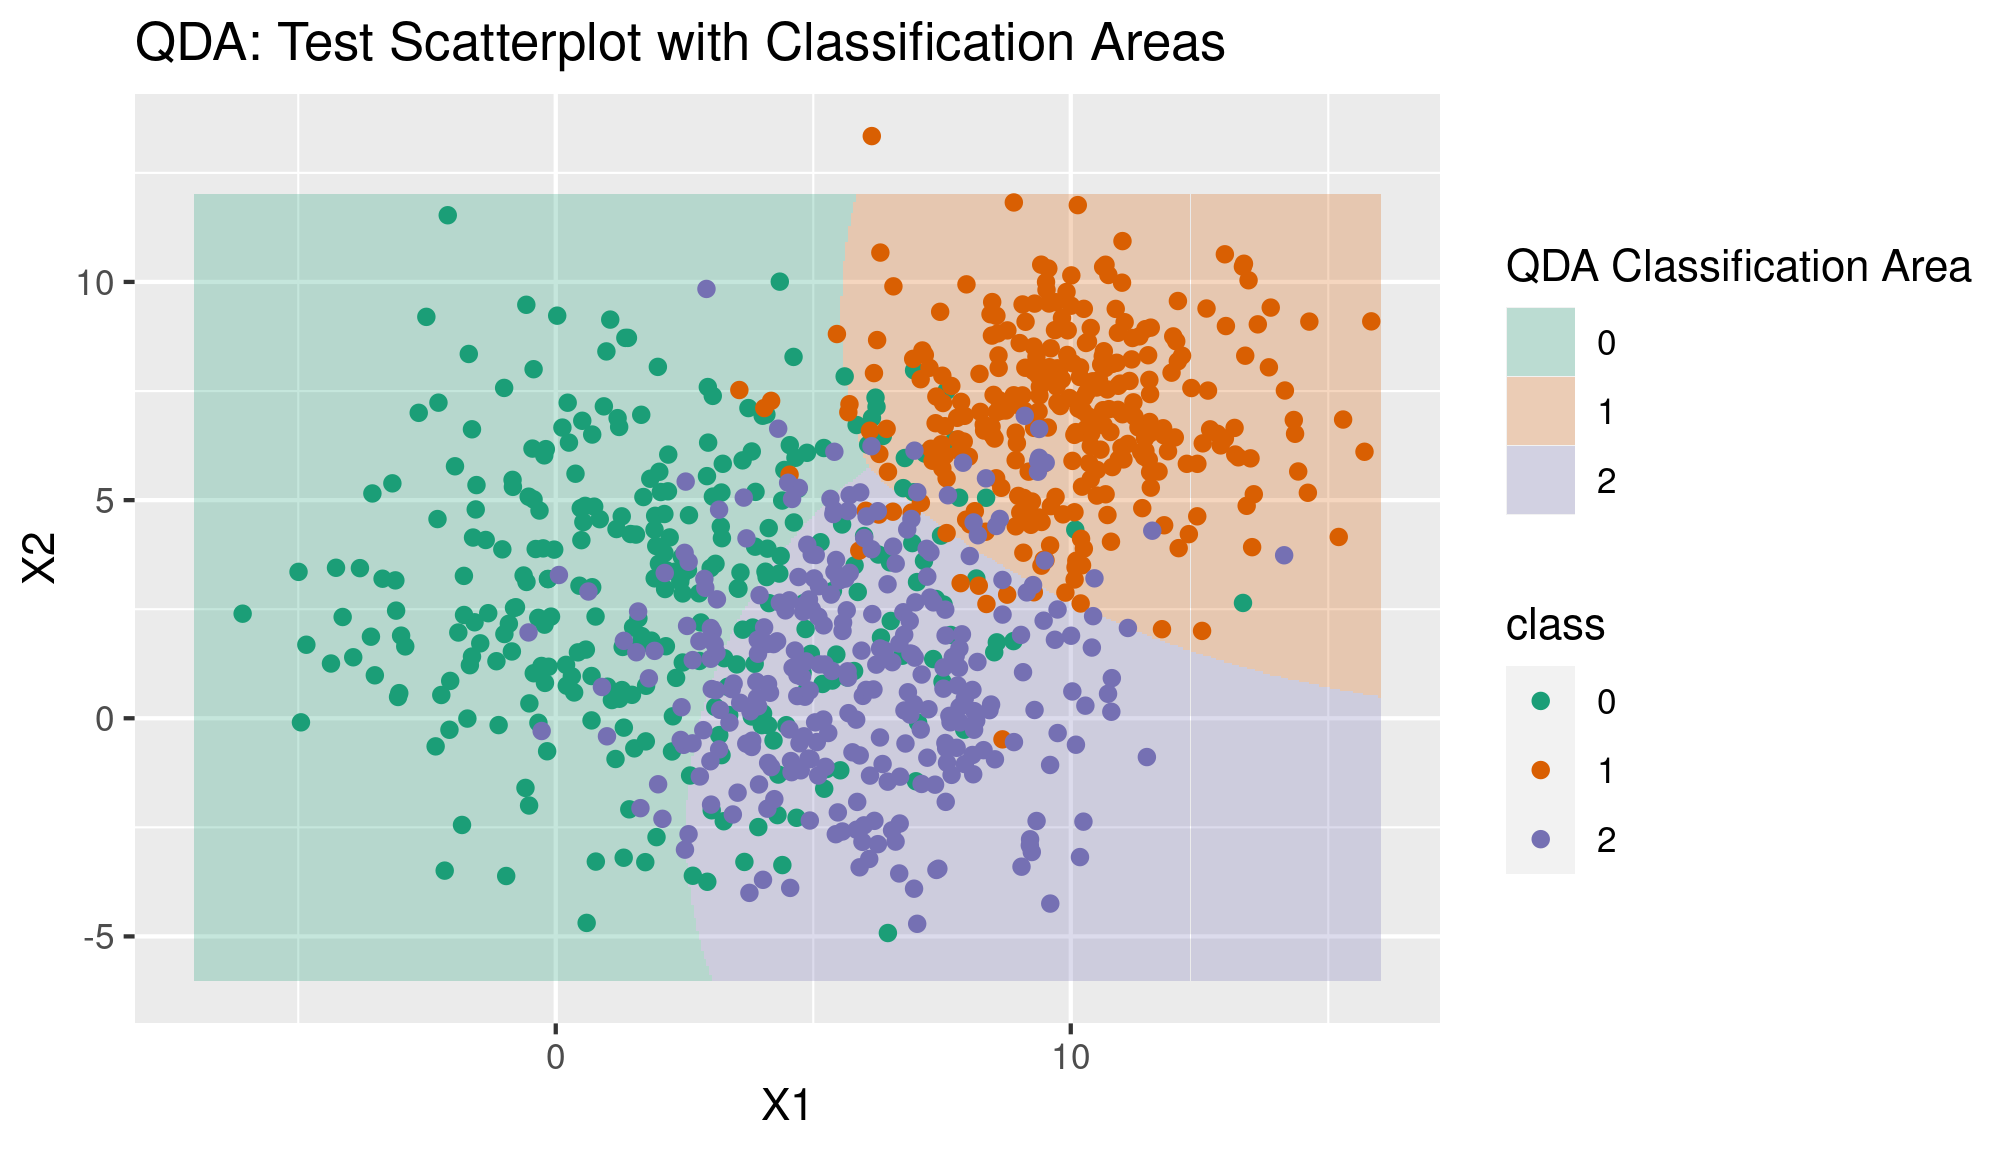 QDA: Test Scatterplot with Classification Areas
X2
10
5
0
-5
0
10
X1
QDA Classification Area
0
1
2
class
0
1
2